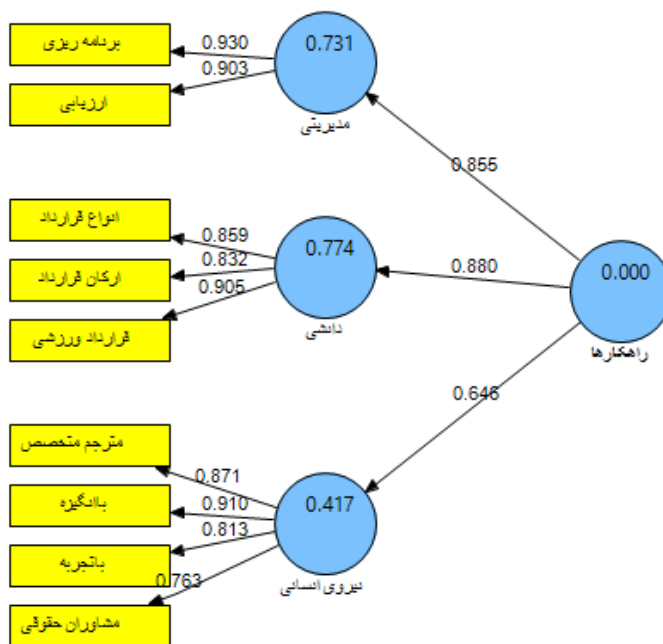 برنامه ریزی
0.930
0.731
0.903
ارزیابی
مدیریتی
0.855
انواع قرارداد
0.859
0.774
ارکان قرارداد
0.832
0.880
0.000
0.905
قرارداد ورزشی
دانشی
راهکارها
0.646
مترجم متخصص
0.871
باانگیزه
0.910
0.417
0.813
باتجربه
0.763
نیروی انسانی
مشاوران حقوقی